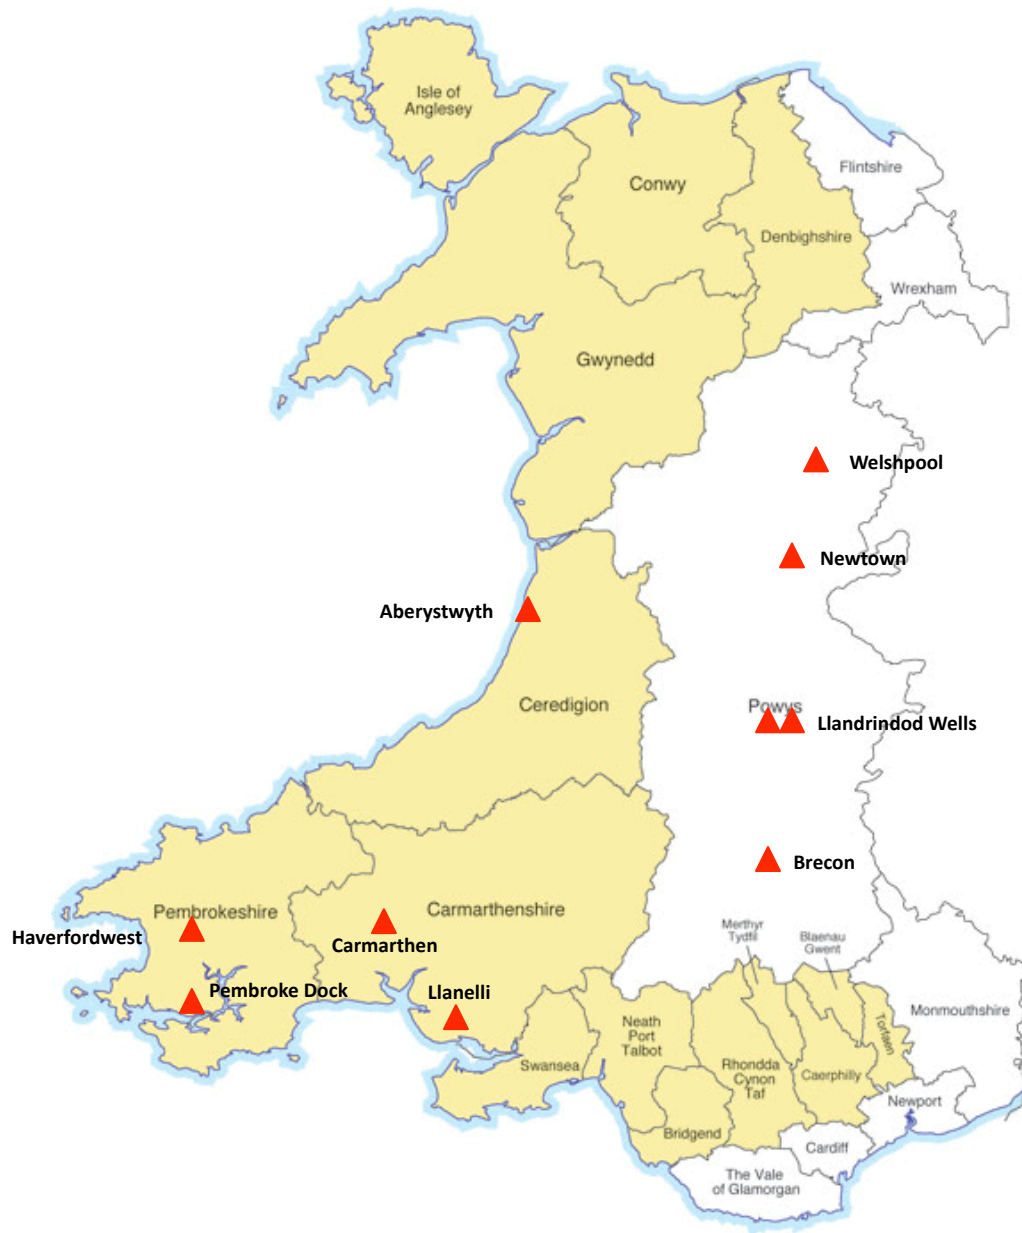 Isle of
Anglesey
Flintshire
Conwy
Denbighshire
Wrexham
Gwynedd
Welshpool
Newtown
Aberystwyth
Ceredigion
Powys
Llandrindod Wells
Brecon
Pembrokeshire
Carmarthenshire
Haverfordwest
Carmarthen
Merthyr
Tydfil
Blaenau
Gwent
Pembroke Dock
Llanelli
Monmouthshire
Neath
Port
Talbot
Torfaen
Swansea
Rhondda
Cynon
Taf
Caerphilly
Newport
Bridgend
Cardiff
The Vale
of Glamorgan